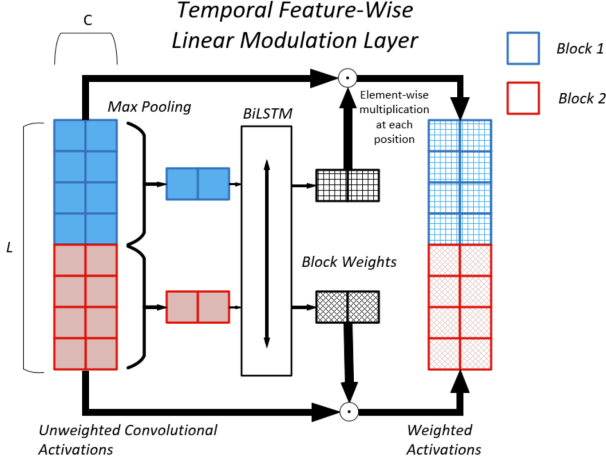 Temporal Feature-Wise
Linear Modulation Layer
C
Block 1
Block 2
Max Pooling
BiLSTM
Element-wise
multiplication
at each
position
L
Block Weights
Unweighted Convolutional
Activations
Weighted
Activations